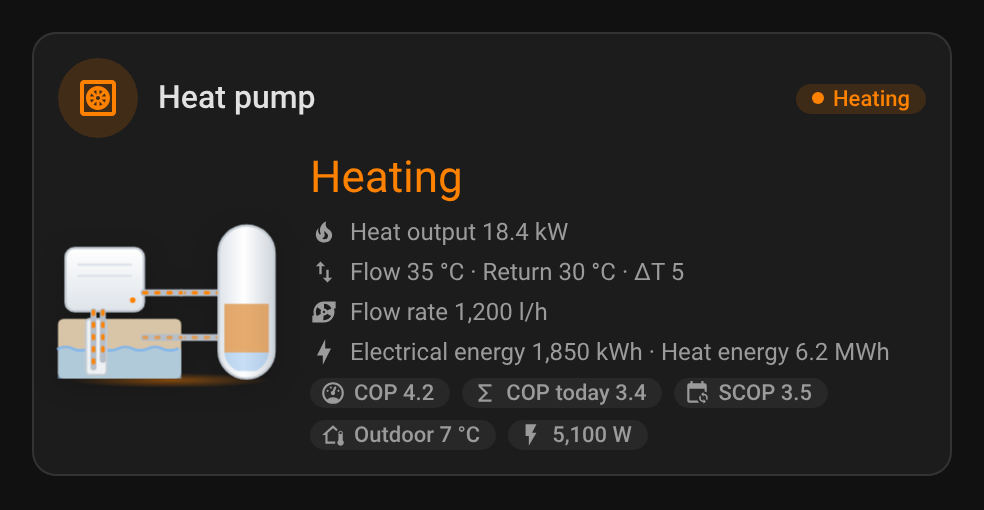 Heat pump
Heating
Heating
Heat output 18.4 kW
Flow 35 °C · Return 30 °C · ΔT 5
Flow rate 1,200 l/h
Electrical energy 1,850 kWh · Heat energy 6.2 MWh
COP 4.2
COP today 3.4
SCOP 3.5
Outdoor 7 °C
5,100 W